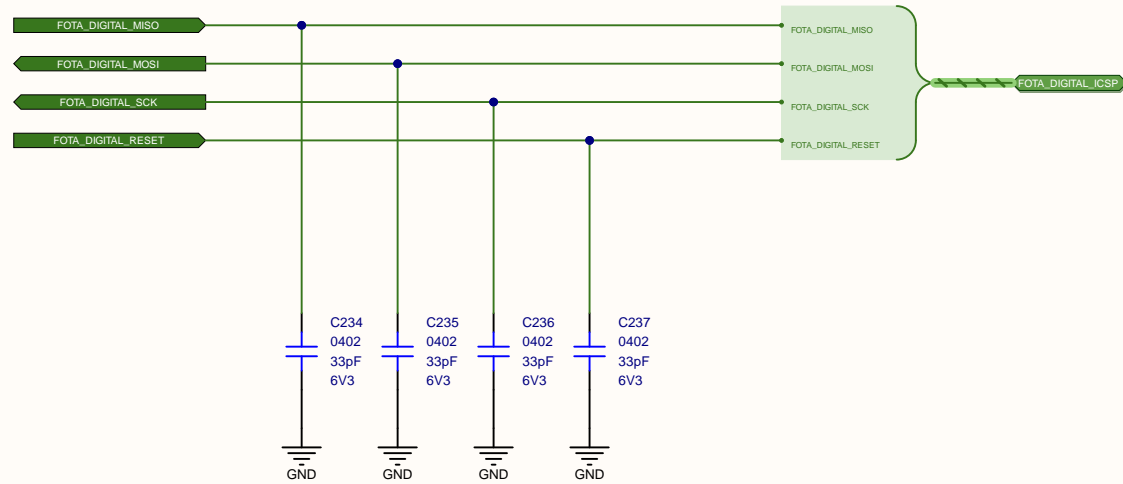 FOTA_DIGITAL_MISO
FOTA_DIGITAL_MOSI
FOTA_DIGITAL_SCK
FOTA_DIGITAL_RESET
FOTA_DIGITAL_MISO
FOTA_DIGITAL_MOSI
FOTA_DIGITAL_SCK
FOTA_DIGITAL_RESET
FOTA_DIGITAL_ICSP
C234
0402
33pF
6V3
C235
0402
33pF
6V3
C236
0402
33pF
6V3
C237
0402
33pF
6V3
GND
GND
GND
GND